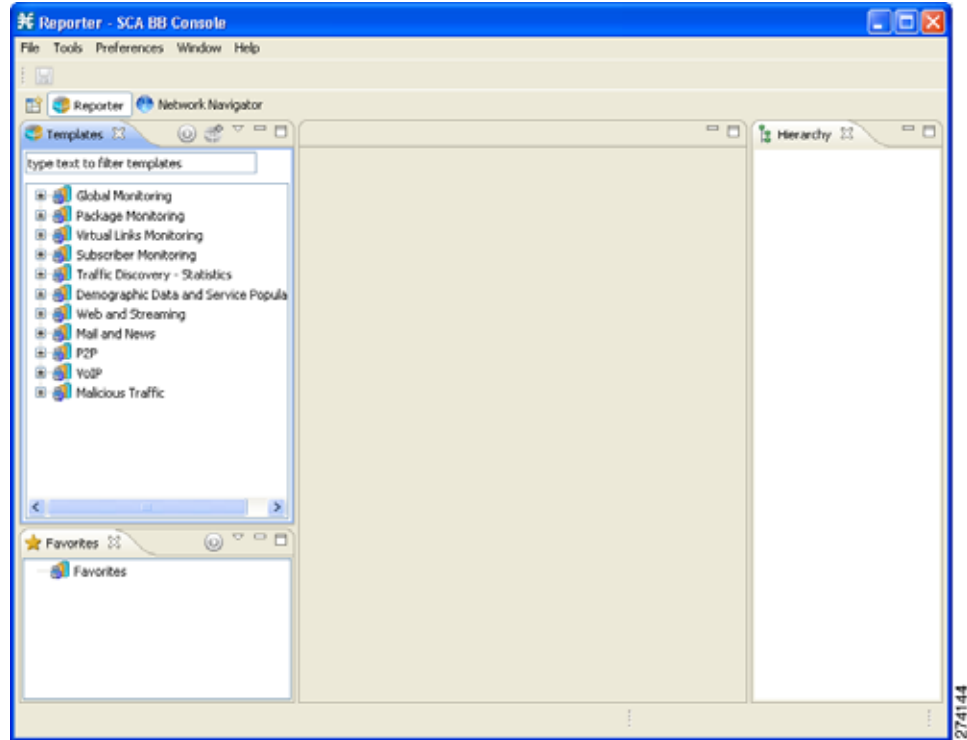 Reporter - SCA BB Console
File Tools Preferences Window Help
Reporter Network Navigator
Templates
Hierarchy
type text to filter templates
Global Monitoring
Package Monitoring
Virtual Links Monitoring
Subscriber Monitoring
Traffic Discovery - Statistics
Demographic Data and Service Popula
Web and Streaming
Mail and News
P2P
VoIP
Malicious Traffic
Favorites
Favorites
274144